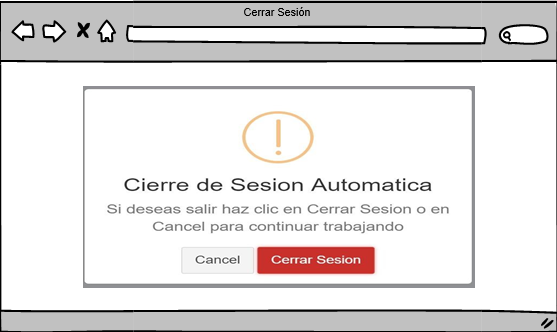 Cerrar Sesión
Cierre de Sesion Automatica
Si deseas salir haz clic en Cerrar Sesion o en
Cancel para continuar trabajando
Cancel
Cerrar Sesion